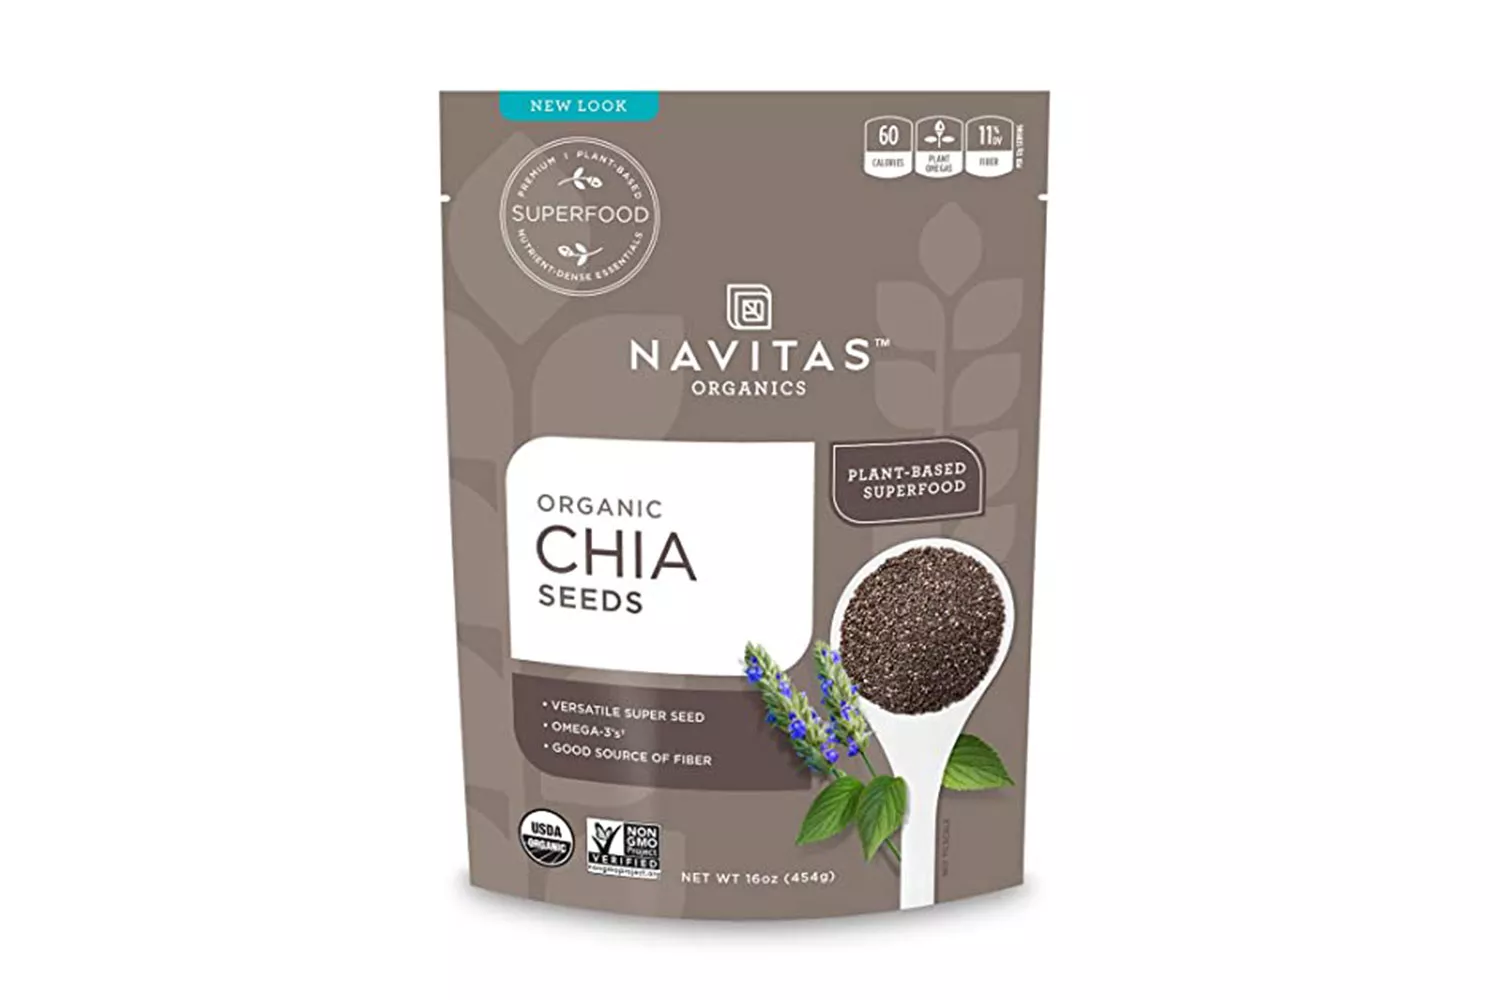 NEW LOOK
PREMIUM | PLANT-BASED
SUPERFOOD
NUTRIENT-DENSE ESSENTIALS
60
CALORIES
PLANT
OMEGAS
11% DV
FIBER
NAVITAS™
ORGANICS
ORGANIC
CHIA
SEEDS
PLANT-BASED
SUPERFOOD
• VERSATILE SUPER SEED
• OMEGA-3's†
• GOOD SOURCE OF FIBER
USDA
ORGANIC
NON
GMO
Project
VERIFIED
nongmoproject.org
NET WT 16oz (454g)